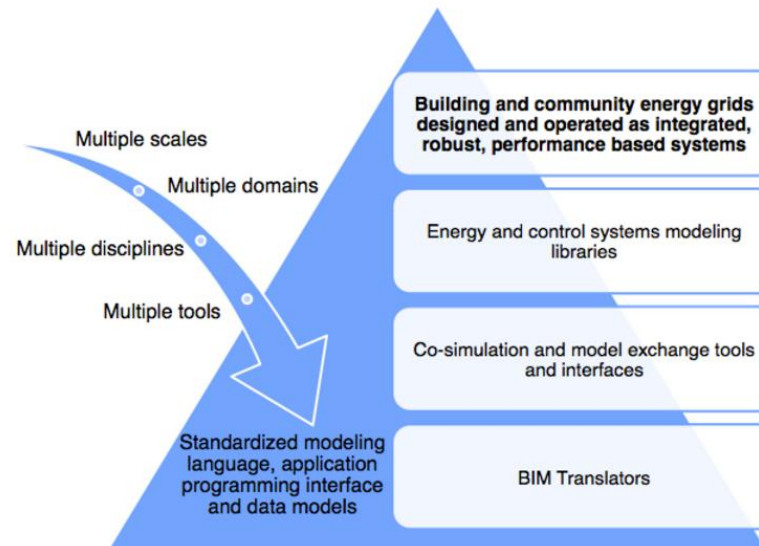 Multiple scales
Multiple domains
Multiple disciplines
Multiple tools
Standardized modeling
language, application
programming interface
and data models
Building and community energy grids
designed and operated as integrated,
robust, performance based systems
Energy and control systems modeling
libraries
Co-simulation and model exchange tools
and interfaces
BIM Translators